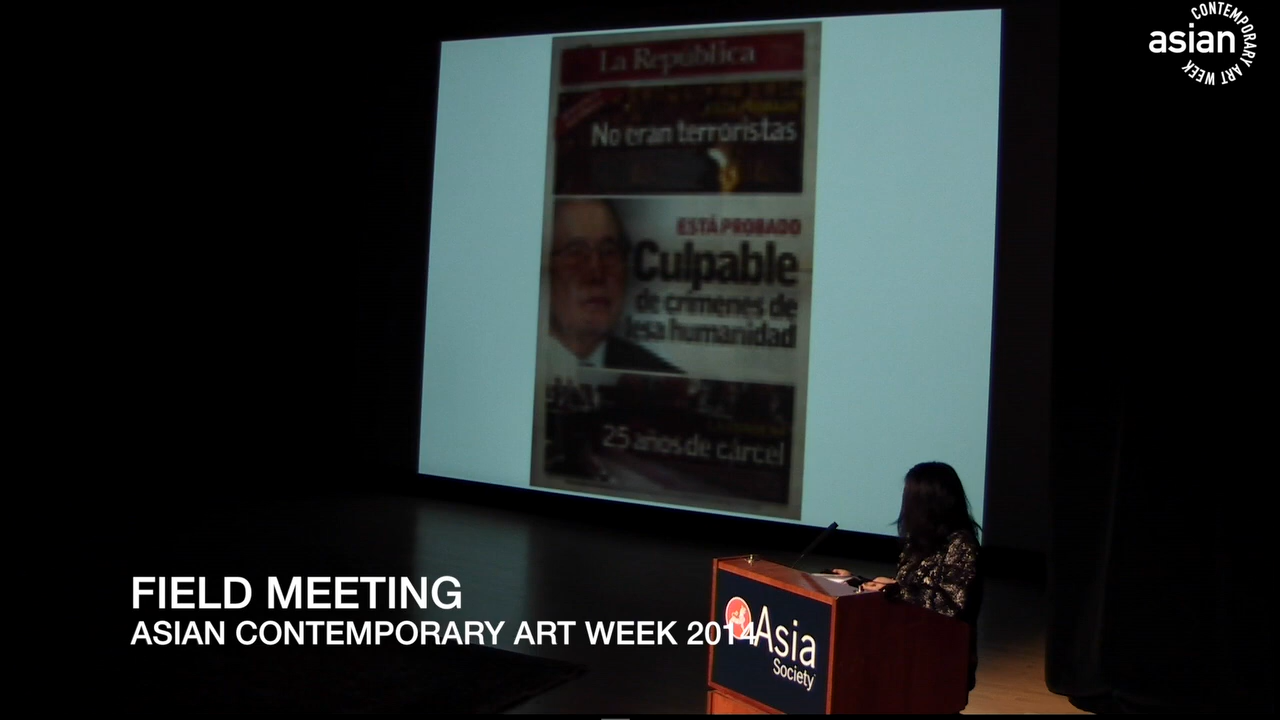 La República
No eran terroristas
ESTÁ PROBADO
Culpable
de crímenes de
lesa humanidad
25 años de cárcel
asian
CONTEMPORARY ART WEEK
FIELD MEETING
ASIAN CONTEMPORARY ART WEEK 2014
Asia
Society